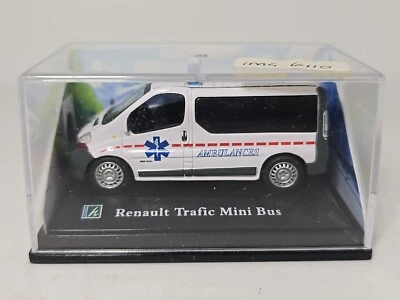 IMG 6110
AMBULANCES
Renault Trafic Mini Bus